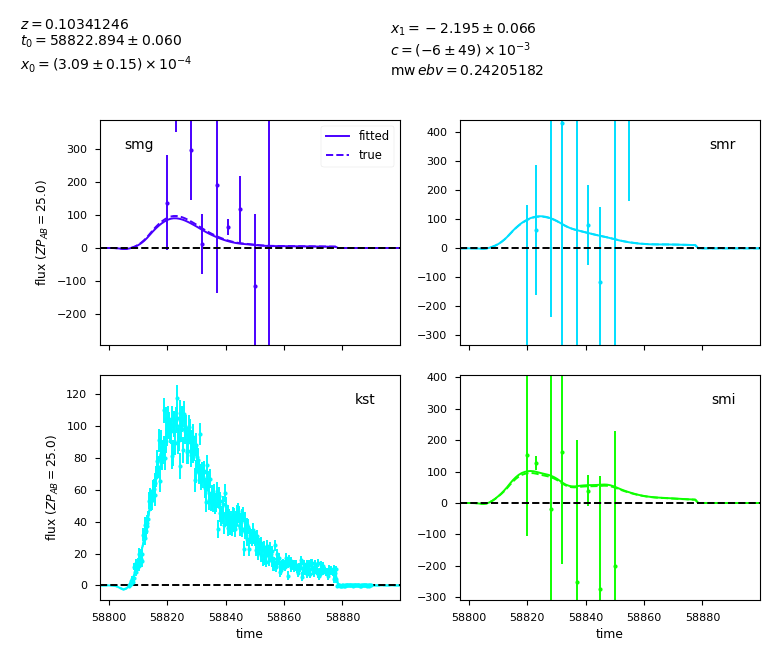 z = 0.10341246
t₀ = 58822.894 ± 0.060
x₀ = (3.09 ± 0.15) × 10⁻⁴
x₁ = −2.195 ± 0.066
c = (−6 ± 49) × 10⁻³
mw ebv = 0.24205182
smg
fitted
true
300
200
100
0
−100
−200
flux (ZP_AB = 25.0)
smr
400
300
200
100
0
−100
−200
−300
kst
120
100
80
60
40
20
0
flux (ZP_AB = 25.0)
58800 58820 58840 58860 58880
time
smi
400
300
200
100
0
−100
−200
−300
58800 58820 58840 58860 58880
time